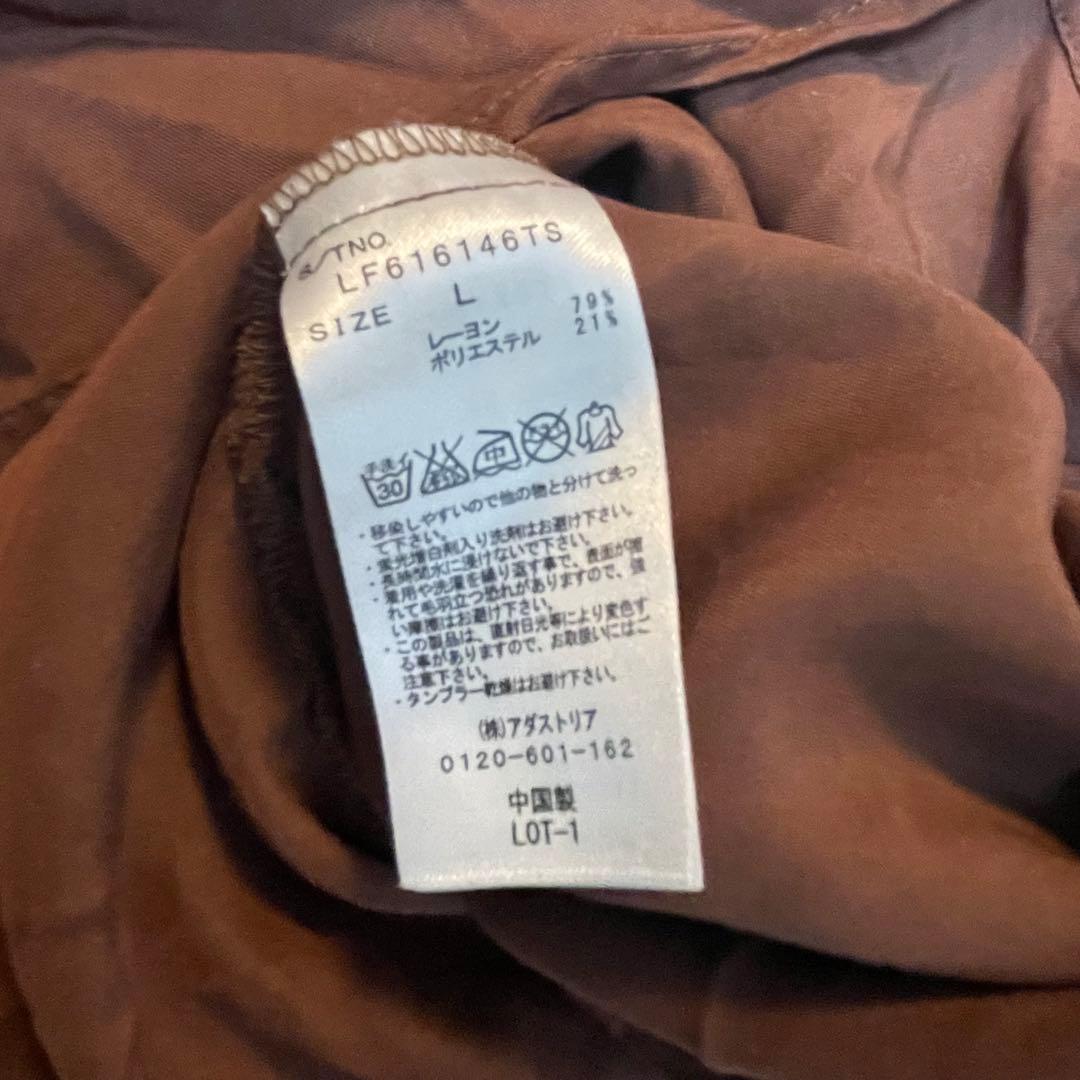 S/TNO.
LF616146TS
SIZE L
レーヨン 79%
ポリエステル 21%
手洗イ
30 中
・移染しやすいので他の物と分けて洗っ
て下さい。
・蛍光増白剤入り洗剤はお避け下さい。
・長時間水に浸けないで下さい。
・着用や洗濯を繰り返す事で、表面が擦
れて毛羽立つ恐れがありますので、強
い摩擦はお避け下さい。
・この製品は、直射日光等により変色す
る事がありますので、お取扱いにはご
注意下さい。
・タンブラー乾燥はお避け下さい。
(株)アダストリア
0120-601-162
中国製
LOT-1